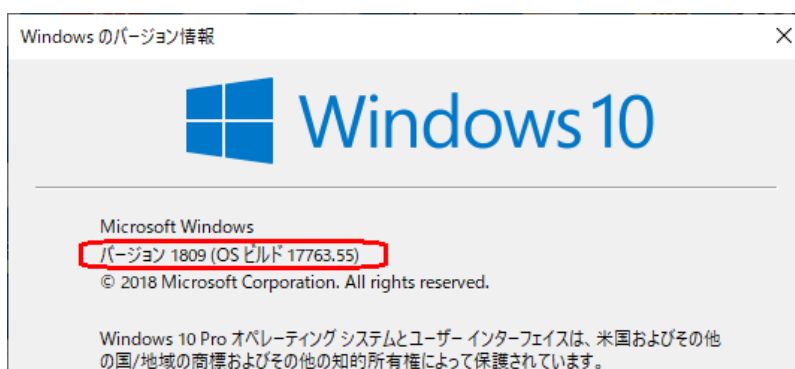 Windows のバージョン情報
Windows 10
Microsoft Windows
バージョン 1809 (OS ビルド 17763.55)
© 2018 Microsoft Corporation. All rights reserved.
Windows 10 Pro オペレーティング システムとユーザー インターフェイスは、米国およびその他
の国/地域の商標およびその他の知的所有権によって保護されています。